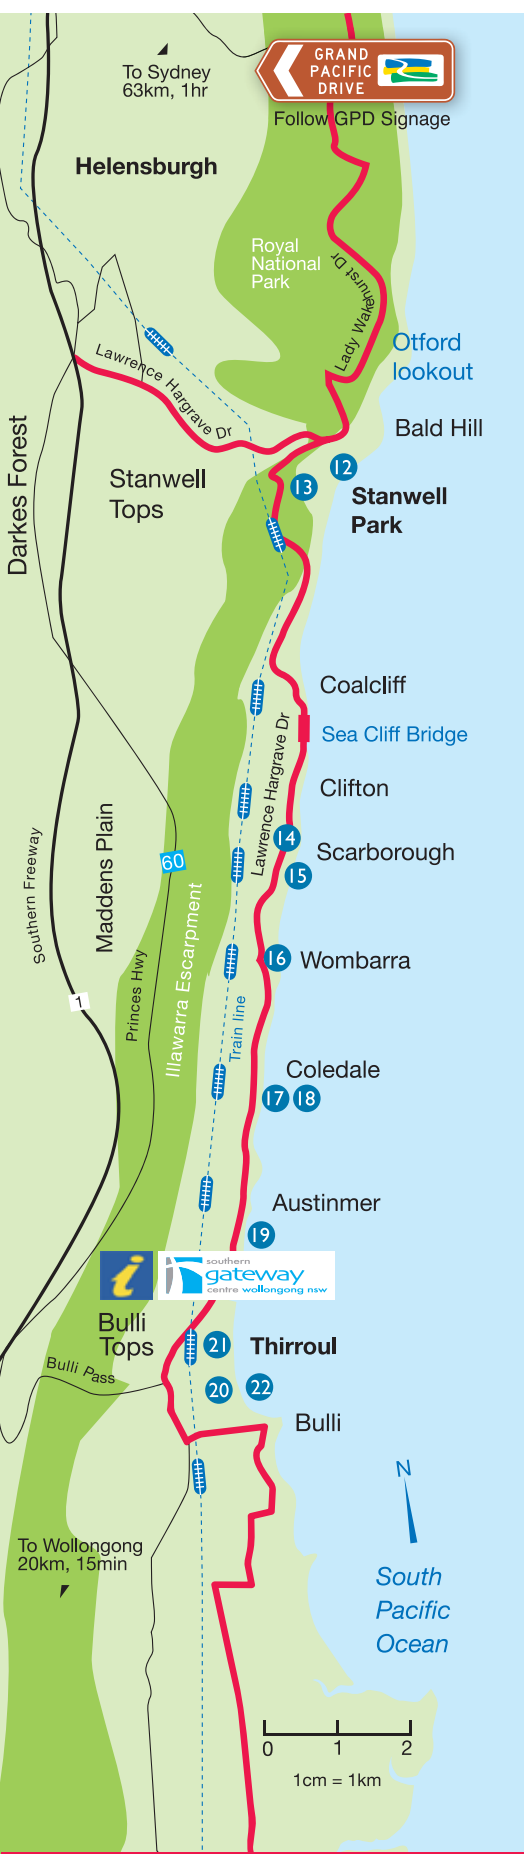 To Sydney
63km, 1hr
GRAND
PACIFIC
DRIVE
Follow GPD Signage
Helensburgh
Royal
National
Park
Lady Wakehurst Dr
Otford
lookout
Lawrence Hargrave Dr
Bald Hill
Darkes Forest
Stanwell
Tops
12
13
Stanwell
Park
Coalcliff
Sea Cliff Bridge
Lawrence Hargrave Dr
Clifton
14
Scarborough
15
Southern Freeway
Maddens Plain
60
Illawarra Escarpment
16
Wombarra
1
Princes Hwy
Train line
Coledale
17
18
Austinmer
19
i
southern
gateway
centre wollongong nsw
Bulli
Tops
21
Thirroul
Bulli Pass
20
22
Bulli
N
To Wollongong
20km, 15min
South
Pacific
Ocean
0 1 2
1cm = 1km